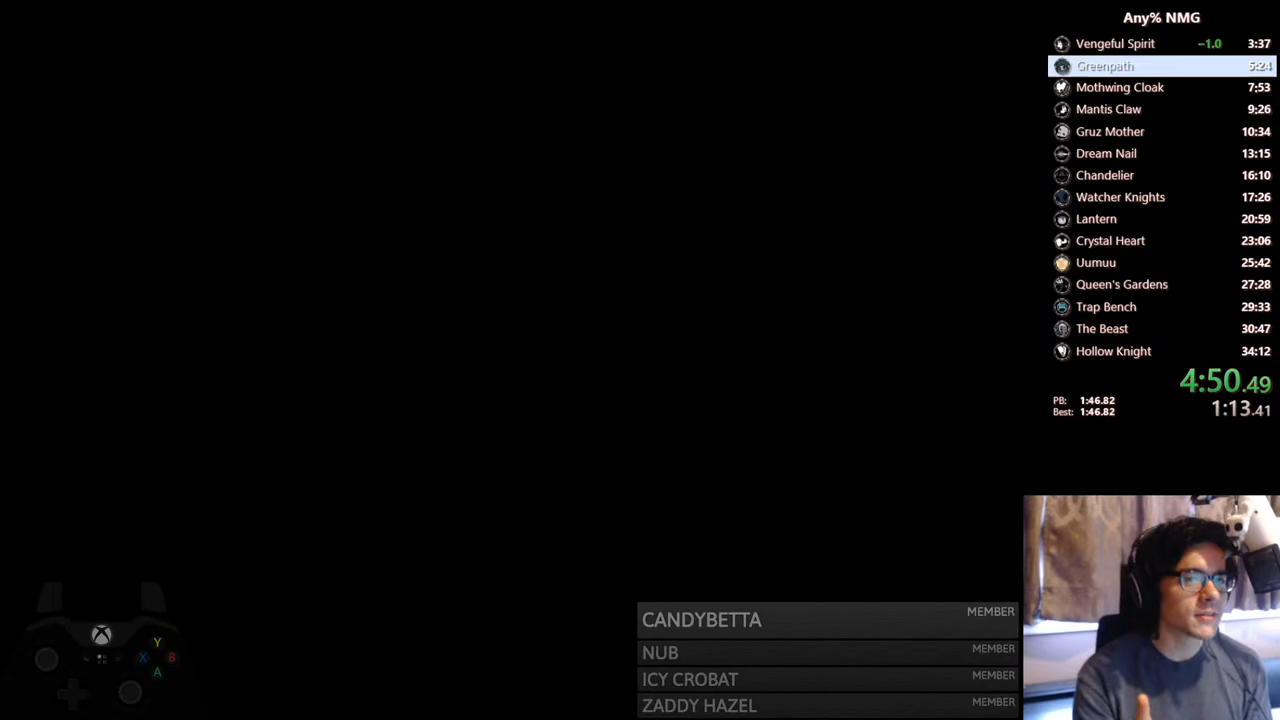 Any% NMG
Vengeful Spirit −1.0 3:37
Greenpath 5:24
Mothwing Cloak 7:53
Mantis Claw 9:26
Gruz Mother 10:34
Dream Nail 13:15
Chandelier 16:10
Watcher Knights 17:26
Lantern 20:59
Crystal Heart 23:06
Uumuu 25:42
Queen's Gardens 27:28
Trap Bench 29:33
The Beast 30:47
Hollow Knight 34:12
4:50.49
PB: 1:46.82
Best: 1:46.82
1:13.41
CANDYBETTA MEMBER
NUB MEMBER
ICY CROBAT MEMBER
ZADDY HAZEL MEMBER
Y
X B
A